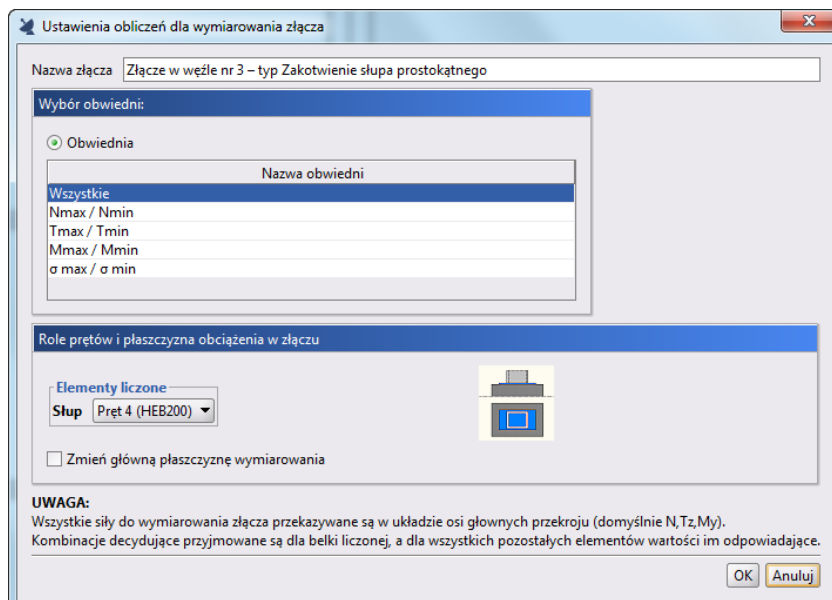 Ustawienia obliczeń dla wymiarowania złącza
x
Nazwa złącza Złącze w węźle nr 3 – typ Zakotwienie słupa prostokątnego
Wybór obwiedni:
Obwiednia
Nazwa obwiedni
Wszystkie
Nmax / Nmin
Tmax / Tmin
Mmax / Mmin
σ max / σ min
Role prętów i płaszczyzna obciążenia w złączu
Elementy liczone
Słup Pręt 4 (HEB200)
Zmień główną płaszczyznę wymiarowania
UWAGA:
Wszystkie siły do wymiarowania złącza przekazywane są w układzie osi głownych przekroju (domyślnie N,Tz,My).
Kombinacje decydujące przyjmowane są dla belki liczonej, a dla wszystkich pozostałych elementów wartości im odpowiadające.
OK Anuluj